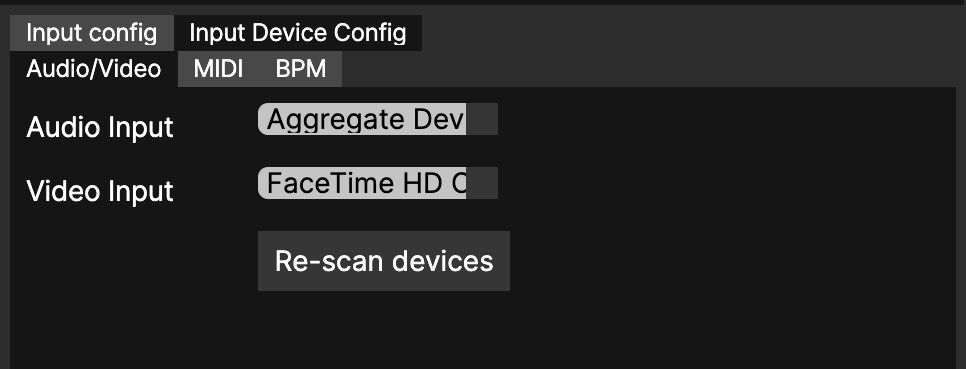 Input config Input Device Config
Audio/Video MIDI BPM
Audio Input Aggregate Dev
Video Input FaceTime HD C
Re-scan devices